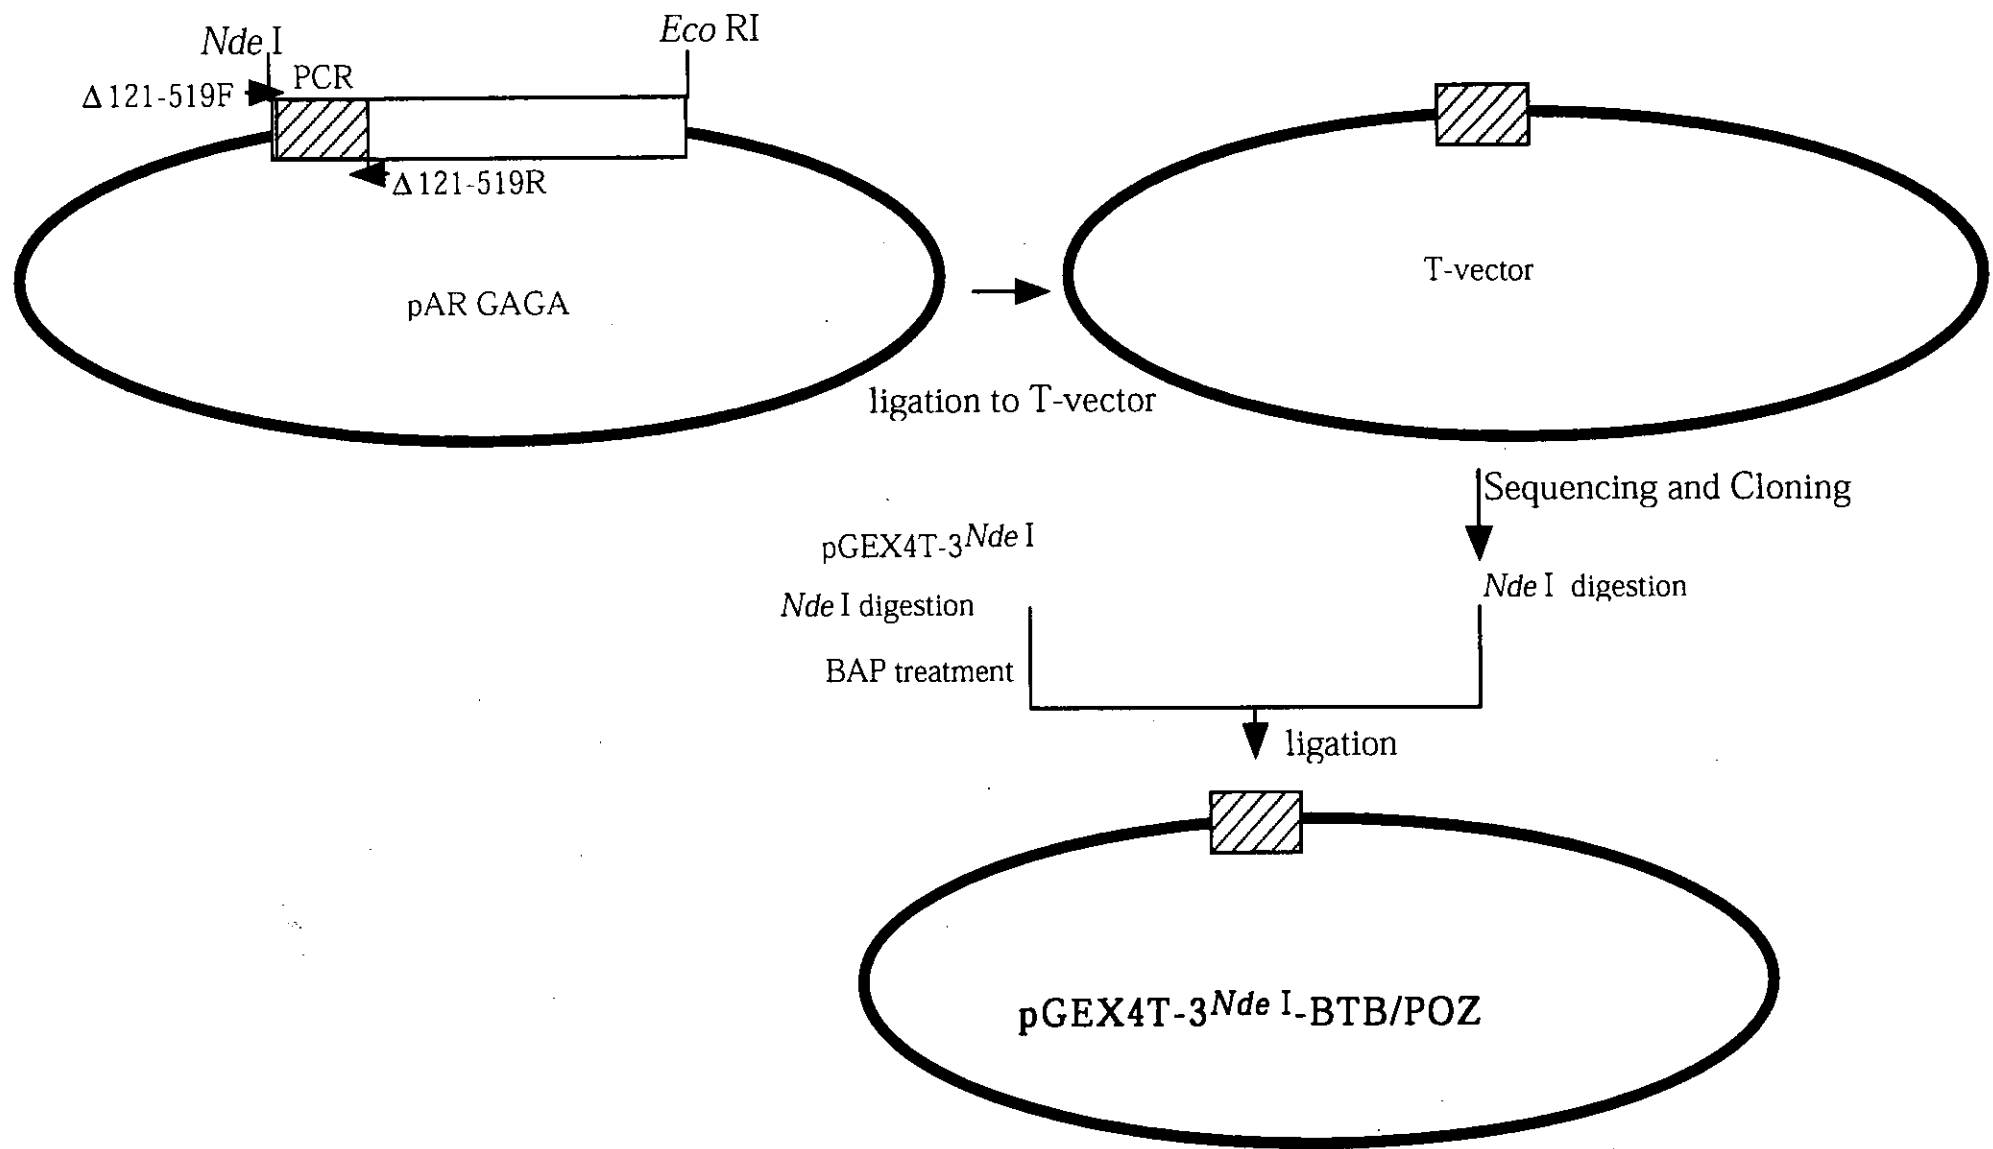 Nde I
Eco RI
PCR
Δ121-519F
Δ121-519R
pAR GAGA
T-vector
ligation to T-vector
Sequencing and Cloning
pGEX4T-3Nde I
Nde I digestion
Nde I digestion
BAP treatment
ligation
pGEX4T-3Nde I-BTB/POZ